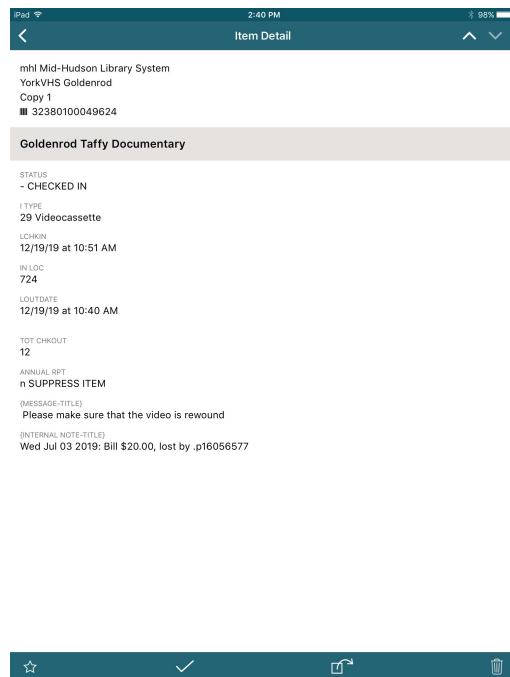 iPad 2:40 PM 98%
Item Detail
mhl Mid-Hudson Library System
YorkVHS Goldenrod
Copy 1
32380100049624
Goldenrod Taffy Documentary
STATUS
- CHECKED IN
I TYPE
29 Videocassette
LCHKIN
12/19/19 at 10:51 AM
IN LOC
724
LOUTDATE
12/19/19 at 10:40 AM
TOT CHKOUT
12
ANNUAL RPT
n SUPPRESS ITEM
{MESSAGE-TITLE}
Please make sure that the video is rewound
{INTERNAL NOTE-TITLE}
Wed Jul 03 2019: Bill $20.00, lost by .p16056577